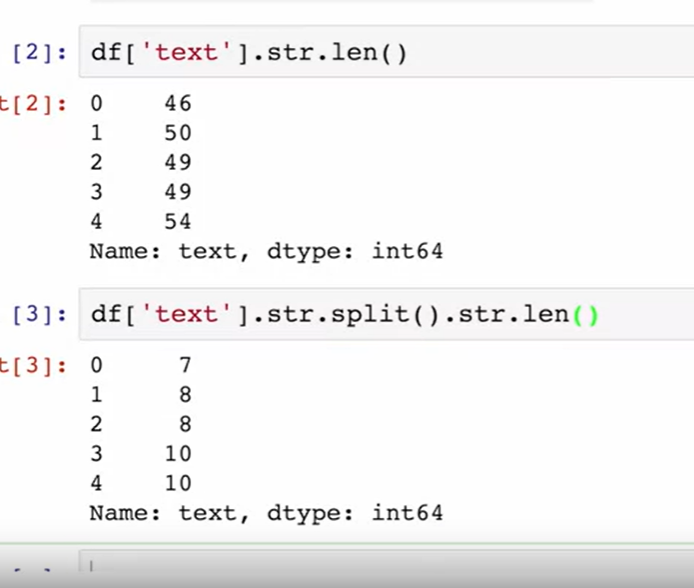 [2]: df['text'].str.len()
t[2]: 0 46
1 50
2 49
3 49
4 54
Name: text, dtype: int64
[3]: df['text'].str.split().str.len()
t[3]: 0 7
1 8
2 8
3 10
4 10
Name: text, dtype: int64